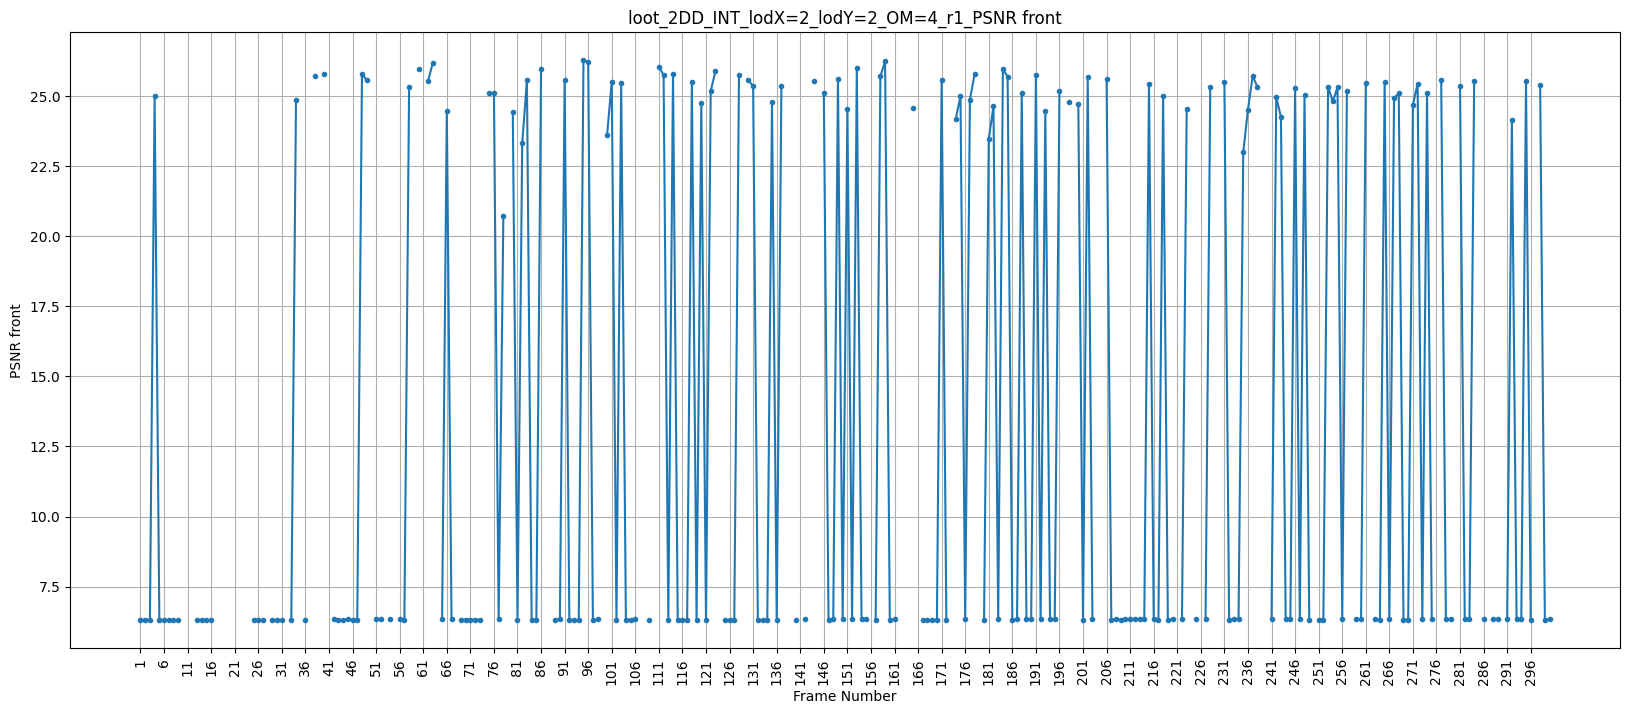 loot_2DD_INT_lodX=2_lodY=2_OM=4_r1_PSNR front
PSNR front
25.0
22.5
20.0
17.5
15.0
12.5
10.0
7.5
1 6 11 16 21 26 31 36 41 46 51 56 61 66 71 76 81 86 91 96 101 106 111 116 121 126 131 136 141 146 151 156 161 166 171 176 181 186 191 196 201 206 211 216 221 226 231 236 241 246 251 256 261 266 271 276 281 286 291 296
Frame Number